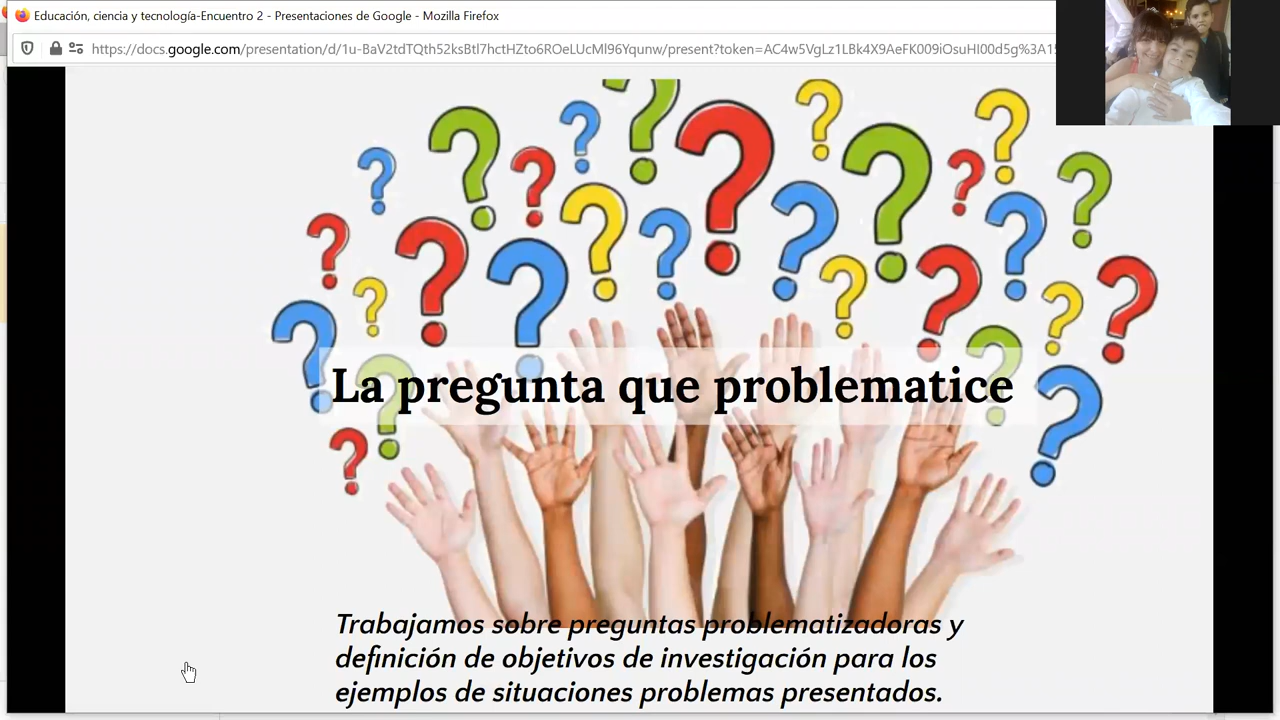 Educación, ciencia y tecnología-Encuentro 2 - Presentaciones de Google - Mozilla Firefox
https://docs.google.com/presentation/d/1u-BaV2tdTQth52ksBtI7hctHZto6ROeLUcMl96Yqunw/present?token=AC4w5VgLz1LBk4X9AeFK009iOsuHI00d5g%3A15
La pregunta que problematice
Trabajamos sobre preguntas problematizadoras y
definición de objetivos de investigación para los
ejemplos de situaciones problemas presentados.